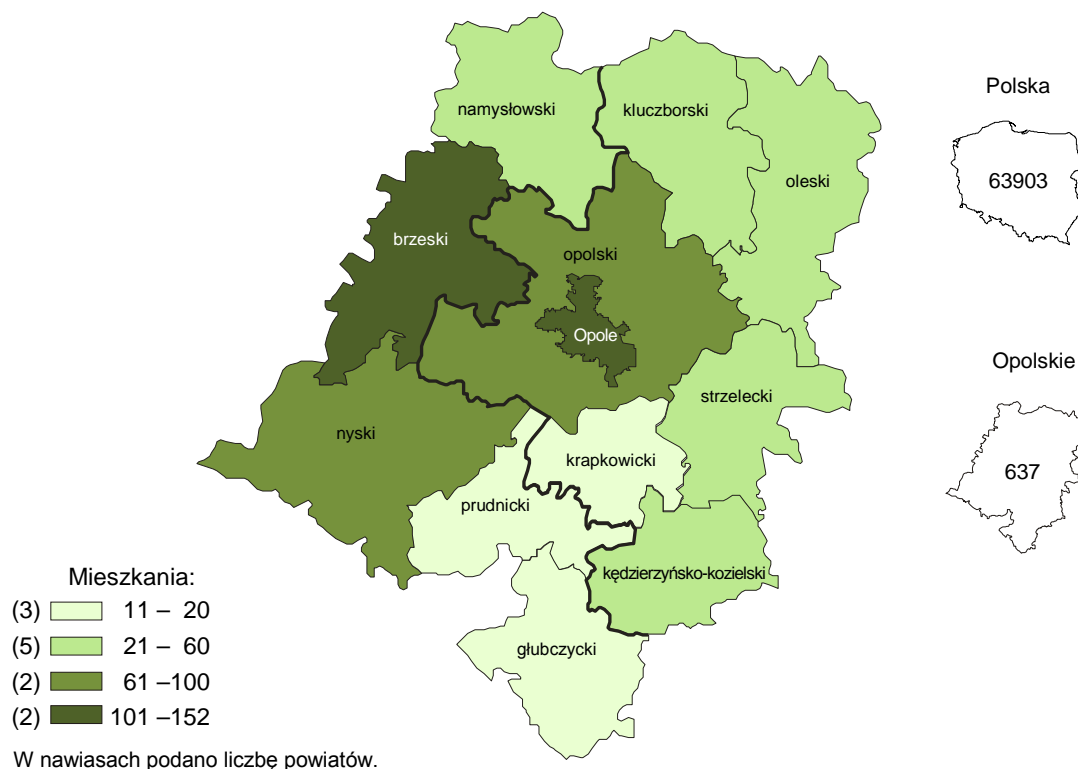 namysłowski
kluczborski
oleski
brzeski
opolski
Opole
strzelecki
nyski
krapkowicki
prudnicki
kędzierzyńsko-kozielski
głubczycki
Polska
63903
Opolskie
637
Mieszkania:
(3) 11 – 20
(5) 21 – 60
(2) 61 –100
(2) 101 –152
W nawiasach podano liczbę powiatów.